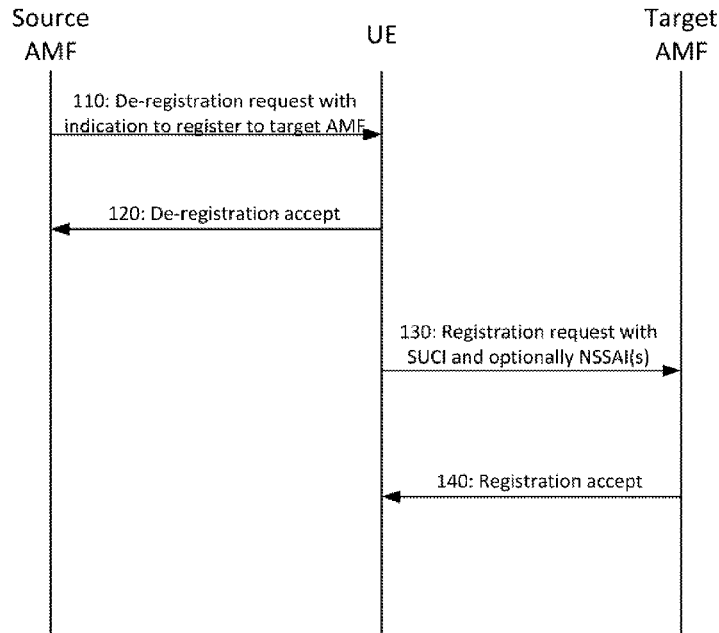 Source
AMF
UE
Target
AMF
110: De-registration request with
indication to register to target AMF
120: De-registration accept
130: Registration request with
SUCI and optionally NSSAI(s)
140: Registration accept